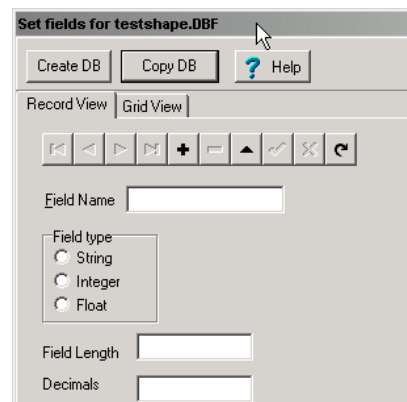 Set fields for testshape.DBF
Create DB Copy DB ? Help
Record View Grid View
Field Name
Field type
String
Integer
Float
Field Length
Decimals